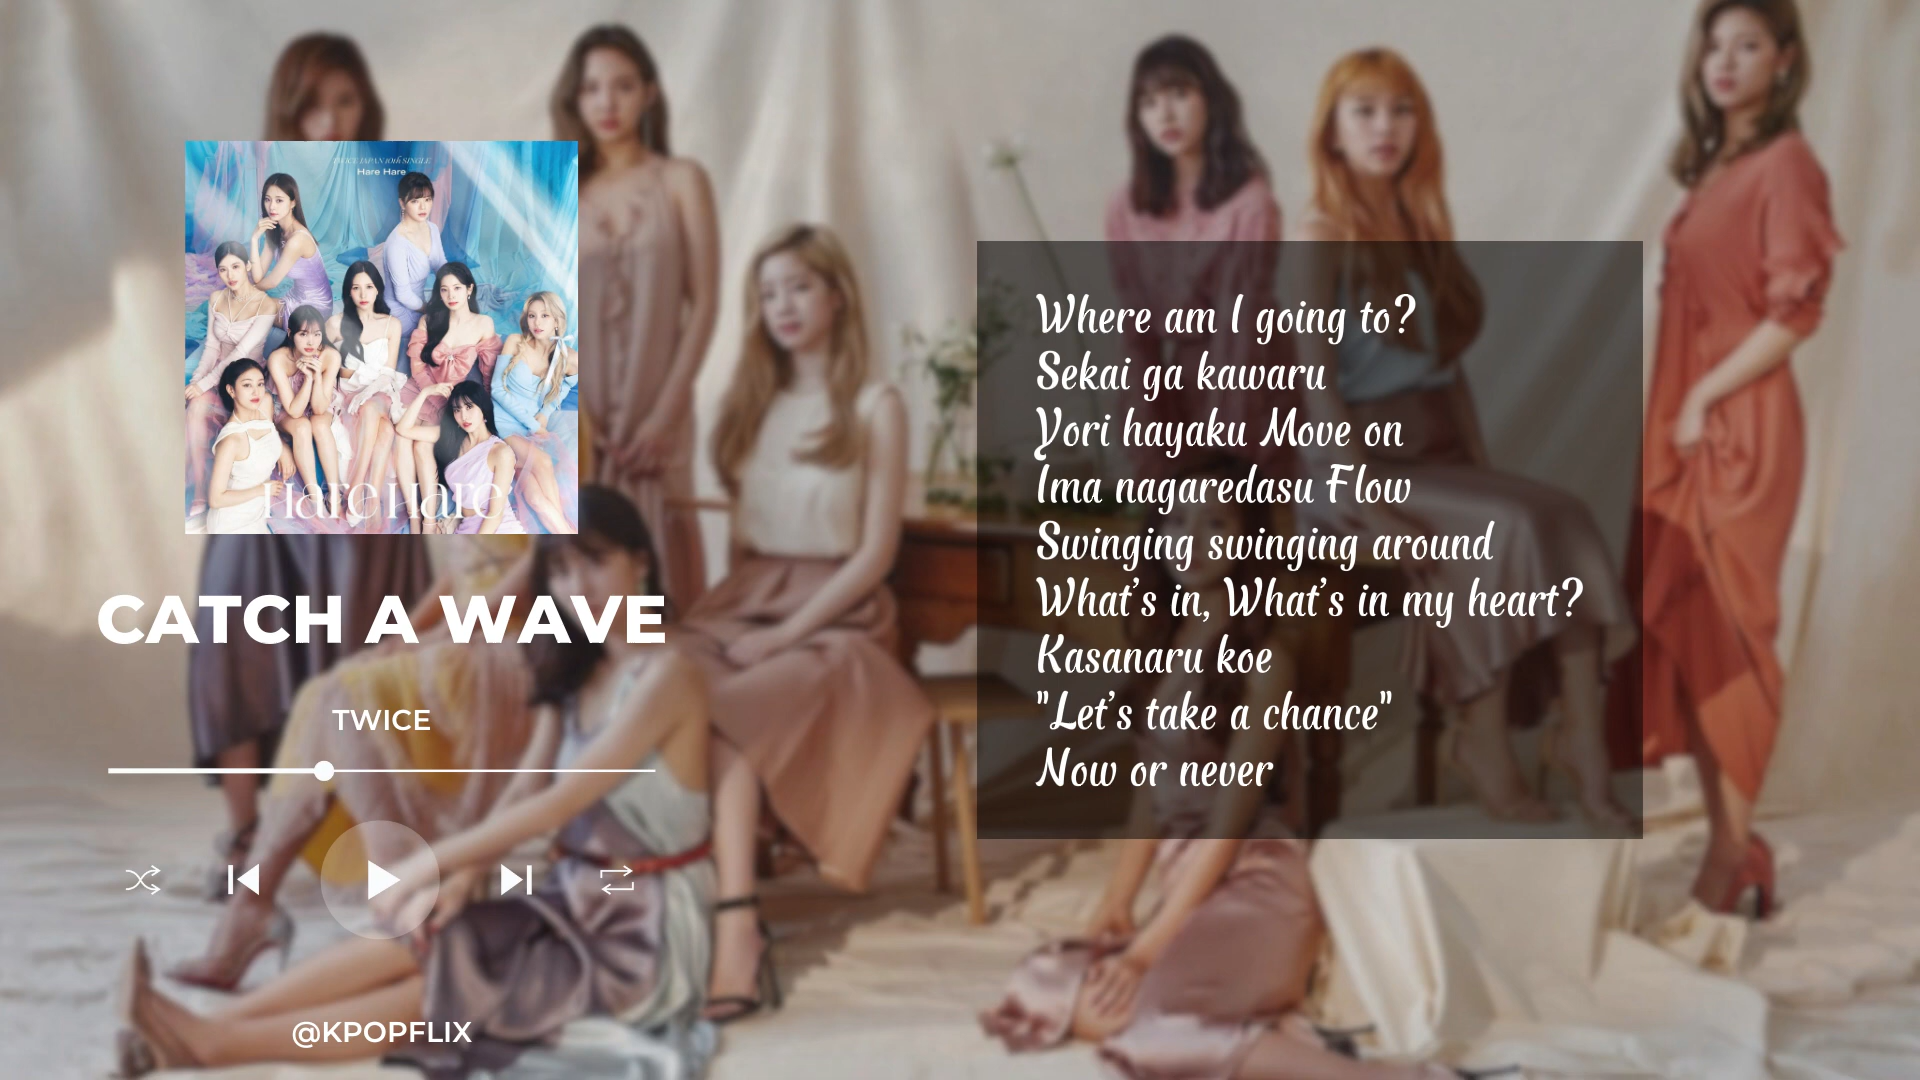 TWICE JAPAN 10th SINGLE
Hare Hare
Hare Hare
CATCH A WAVE
TWICE
@KPOPFLIX
Where am I going to?
Sekai ga kawaru
Yori hayaku Move on
Ima nagaredasu Flow
Swinging swinging around
What's in, What's in my heart?
Kasanaru koe
"Let's take a chance"
Now or never